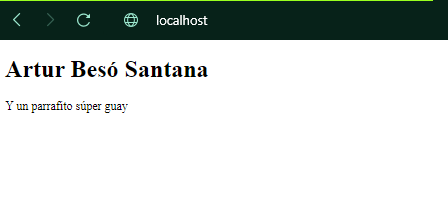 localhost
Artur Besó Santana
Y un parrafito súper guay